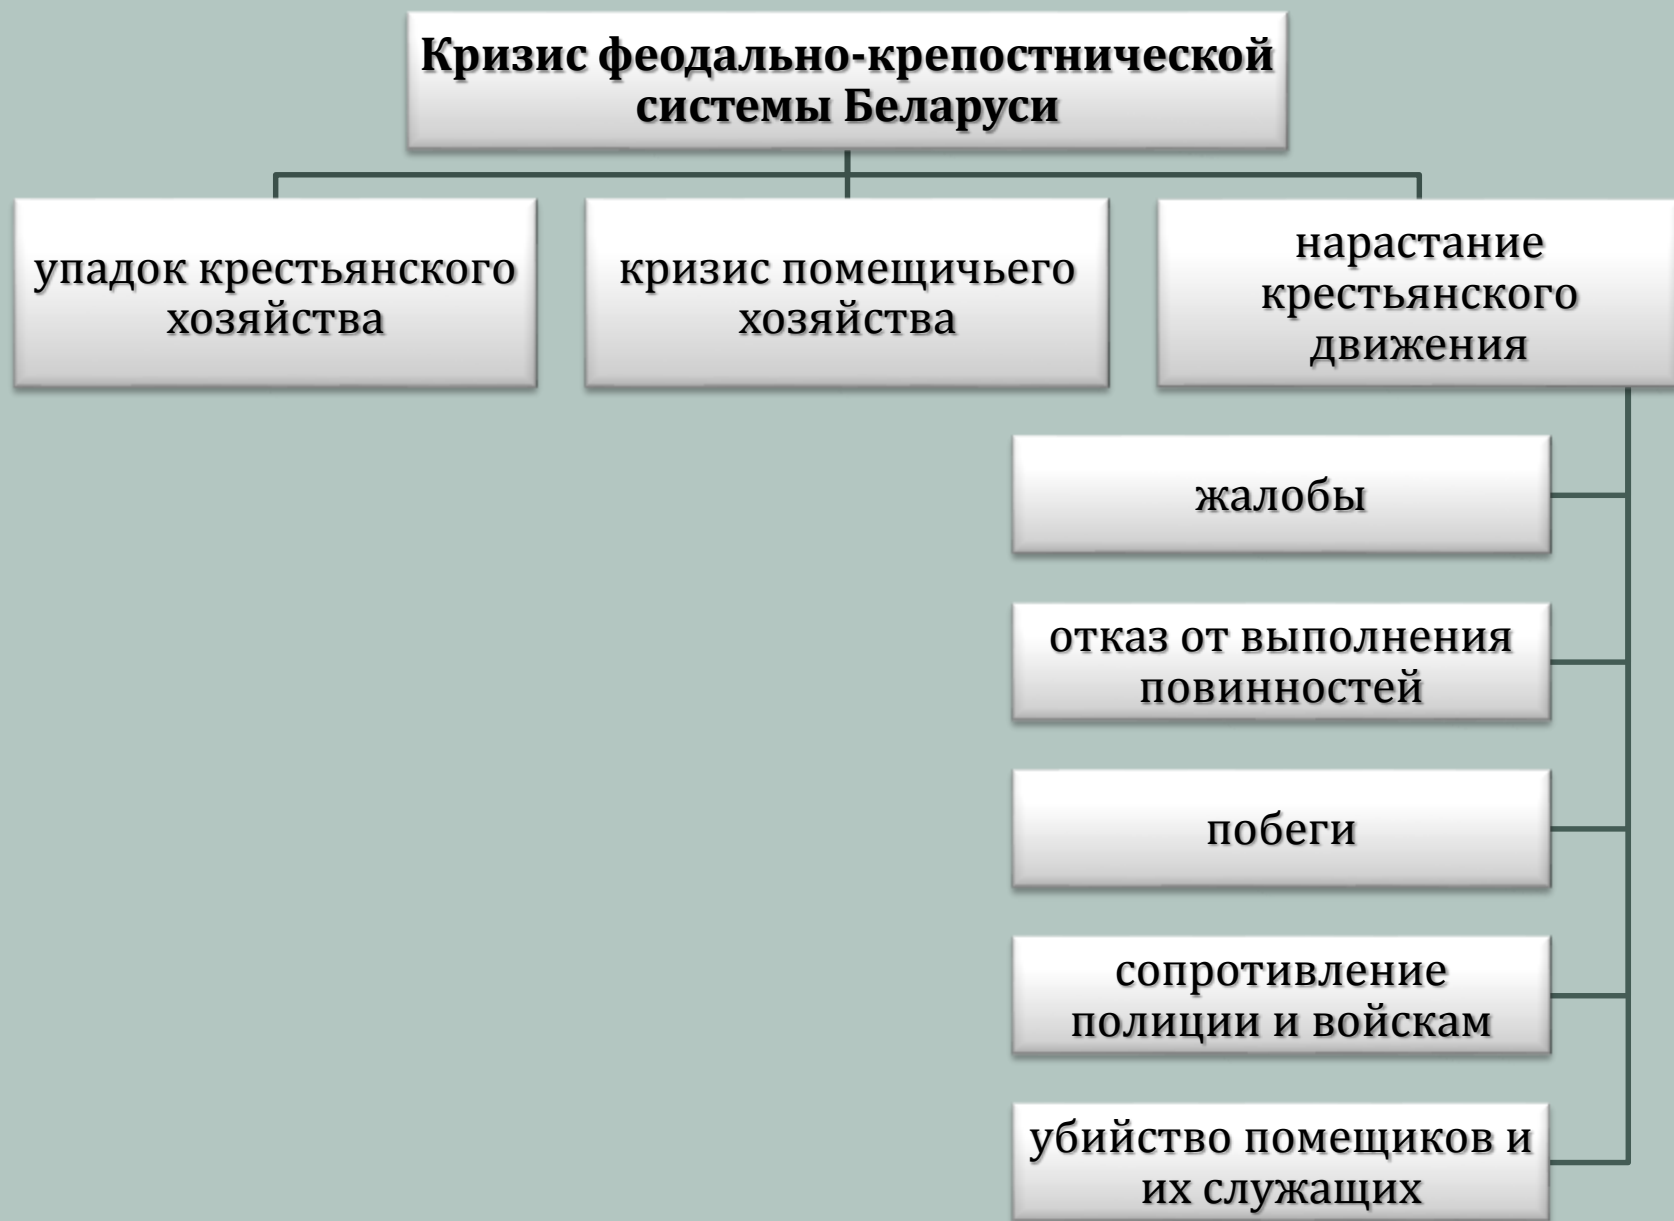 Кризис феодально-крепостнической
системы Беларуси
упадок крестьянского
хозяйства
кризис помещичьего
хозяйства
нарастание
крестьянского
движения
жалобы
отказ от выполнения
повинностей
побеги
сопротивление
полиции и войскам
убийство помещиков и
их служащих